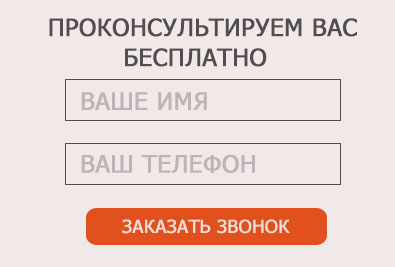 ПРОКОНСУЛЬТИРУЕМ ВАС
БЕСПЛАТНО
ВАШЕ ИМЯ
ВАШ ТЕЛЕФОН
ЗАКАЗАТЬ ЗВОНОК